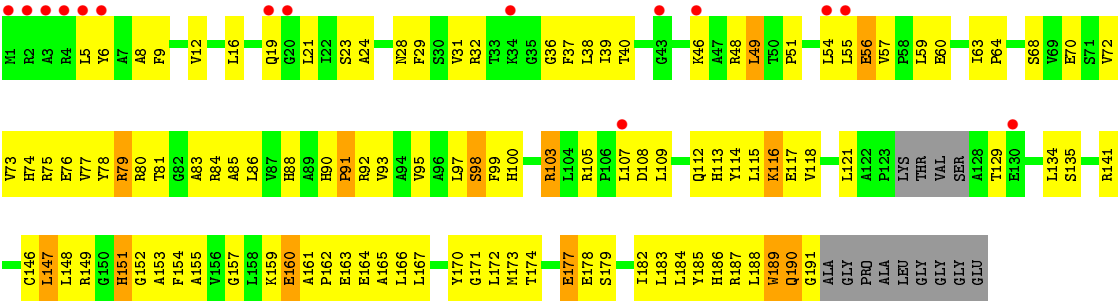 M1 R2 A3 R4 L5 Y6 A7 A8 F9 V12 L16 Q19 G20 L21 I22 S23 A24 N28 F29 S30 V31 R32 T33 K34 G35 G36 F37 L38 I39 T40 G43 K46 A47 R48 L49 T50 P51 L54 L55 E56 V57 P58 L59 E60 I63 P64 S68 V69 E70 S71 V72
V73 H74 R75 E76 V77 Y78 R79 R80 T81 G82 A83 R84 A85 L86 V87 H88 A89 H90 P91 R92 V93 A94 V95 A96 L97 S98 F99 H100 R103 L104 R105 P106 L107 D108 L109 Q112 H113 Y114 L115 K116 E117 V118 L121 A122 P123 LYS THR VAL SER A128 T129 E130 L134 S135 R141
C146 L147 L148 R149 G150 H151 G152 A153 F154 A155 V156 G157 L158 K159 E160 A161 P162 E163 E164 A165 L166 L167 Y170 G171 L172 M173 T174 E177 E178 S179 I182 L183 L184 Y185 H186 R187 L188 W189 Q190 G191 ALA GLY PRO ALA LEU GLY GLY GLY GLU